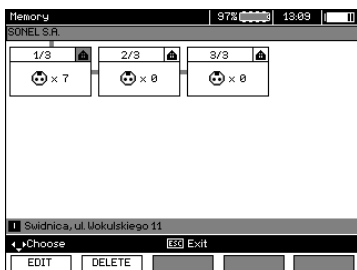 Memory 97% 13:09
SONEL S.A.
1/3 2/3 3/3
x 7 x 0 x 0
1 Swidnica, ul. Wokulskiego 11
Choose ESC Exit
EDIT DELETE